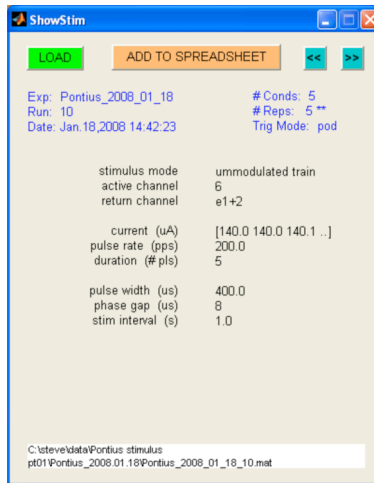 ShowStim
LOAD ADD TO SPREADSHEET << >>
Exp: Pontius_2008_01_18 # Conds: 5
Run: 10 # Reps: 5 **
Date: Jan.18,2008 14:42:23 Trig Mode: pod
stimulus mode ummodulated train
active channel 6
return channel e1+2
current (uA) [140.0 140.0 140.1 ..]
pulse rate (pps) 200.0
duration (# pls) 5
pulse width (us) 400.0
phase gap (us) 8
stim interval (s) 1.0
C:\steve\data\Pontius stimulus
pt01\Pontius_2008.01.18\Pontius_2008_01_18_10.mat